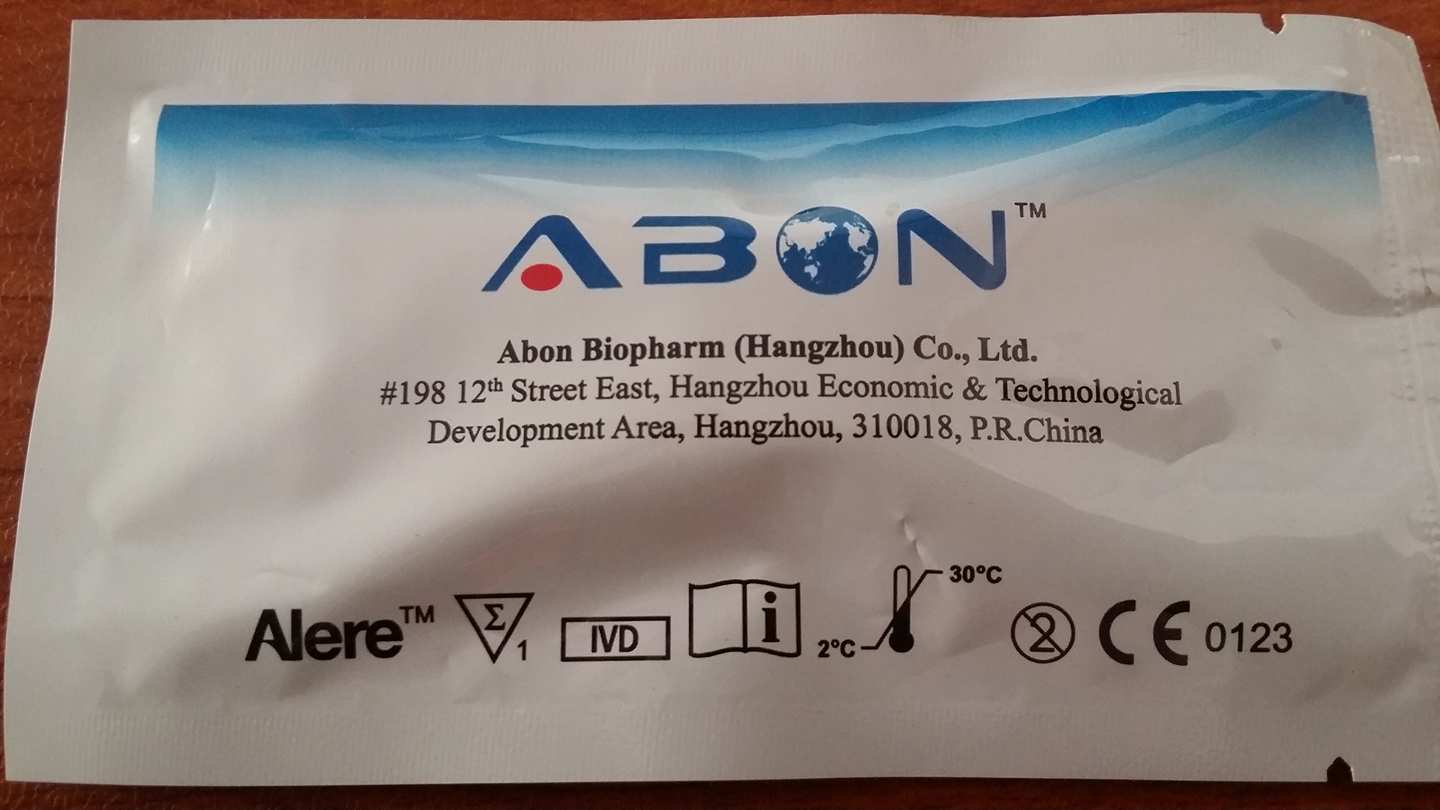 ABON™
Abon Biopharm (Hangzhou) Co., Ltd.
#198 12th Street East, Hangzhou Economic & Technological
Development Area, Hangzhou, 310018, P.R.China
Alere™ Σ 1 IVD i 2°C 30°C 2 CE 0123